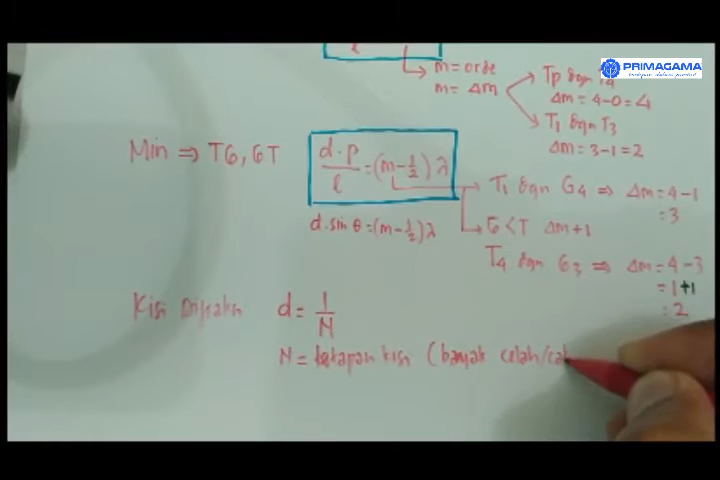 PRIMAGAMA
m = orde
m = Δm
Tp dgn T4
Δm = 4-0 = 4
T1 dgn T3
Δm = 3-1 = 2
Min ⇒ TG, GT
d.p/l = (m-1/2) λ
d.sin θ = (m-1/2) λ
T1 dgn G4 ⇒ Δm = 4-1
= 3
G<T Δm+1
T4 dgn G3 ⇒ Δm = 4-3
= 1+1
= 2
Kisi Difraksi d = 1/N
N = tetapan kisi (banyak celah/